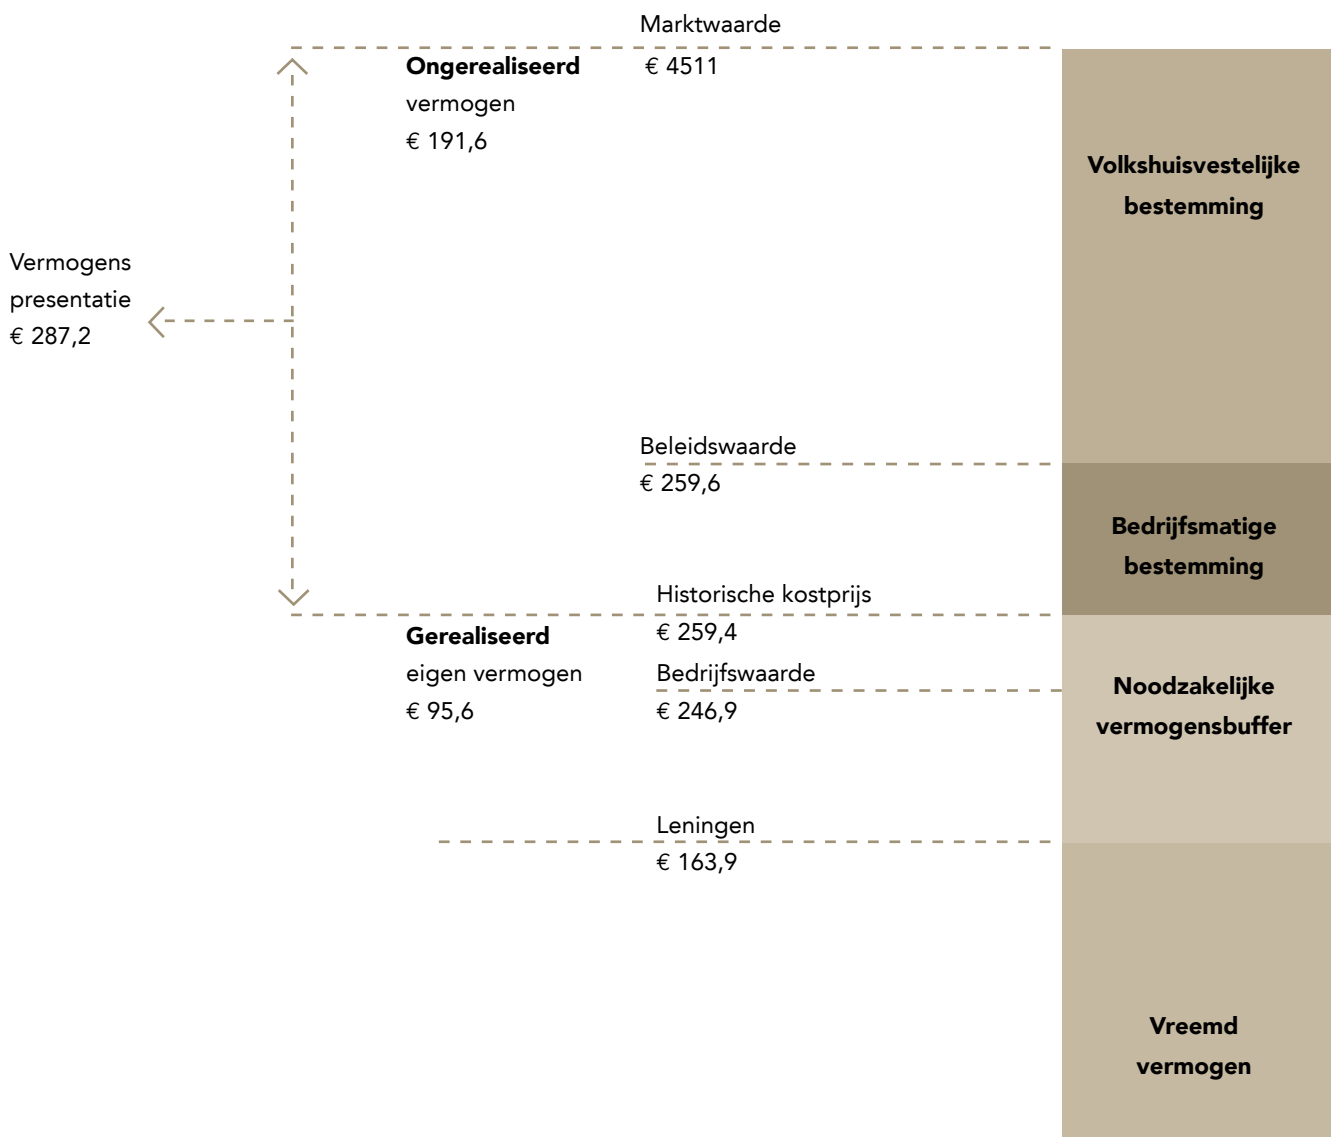 Marktwaarde
€ 4511
Ongerealiseerd
vermogen
€ 191,6
Volkshuisvestelijke
bestemming
Vermogens
presentatie
€ 287,2
Beleidswaarde
€ 259,6
Bedrijfsmatige
bestemming
Historische kostprijs
€ 259,4
Gerealiseerd
eigen vermogen
€ 95,6
Bedrijfswaarde
€ 246,9
Noodzakelijke
vermogensbuffer
Leningen
€ 163,9
Vreemd
vermogen